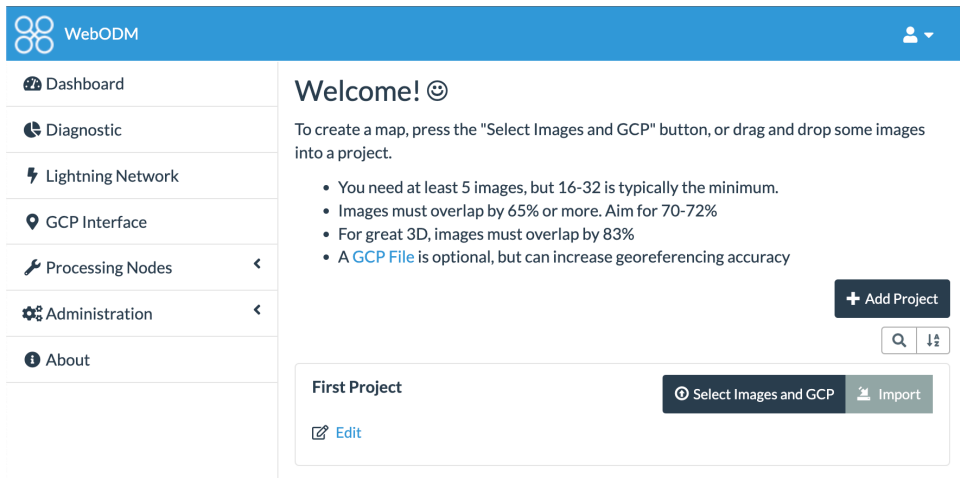 WebODM
Dashboard
Diagnostic
Lightning Network
GCP Interface
Processing Nodes
Administration
About
Welcome!
To create a map, press the "Select Images and GCP" button, or drag and drop some images
into a project.
• You need at least 5 images, but 16-32 is typically the minimum.
• Images must overlap by 65% or more. Aim for 70-72%
• For great 3D, images must overlap by 83%
• A GCP File is optional, but can increase georeferencing accuracy
Add Project
First Project
Select Images and GCP
Import
Edit